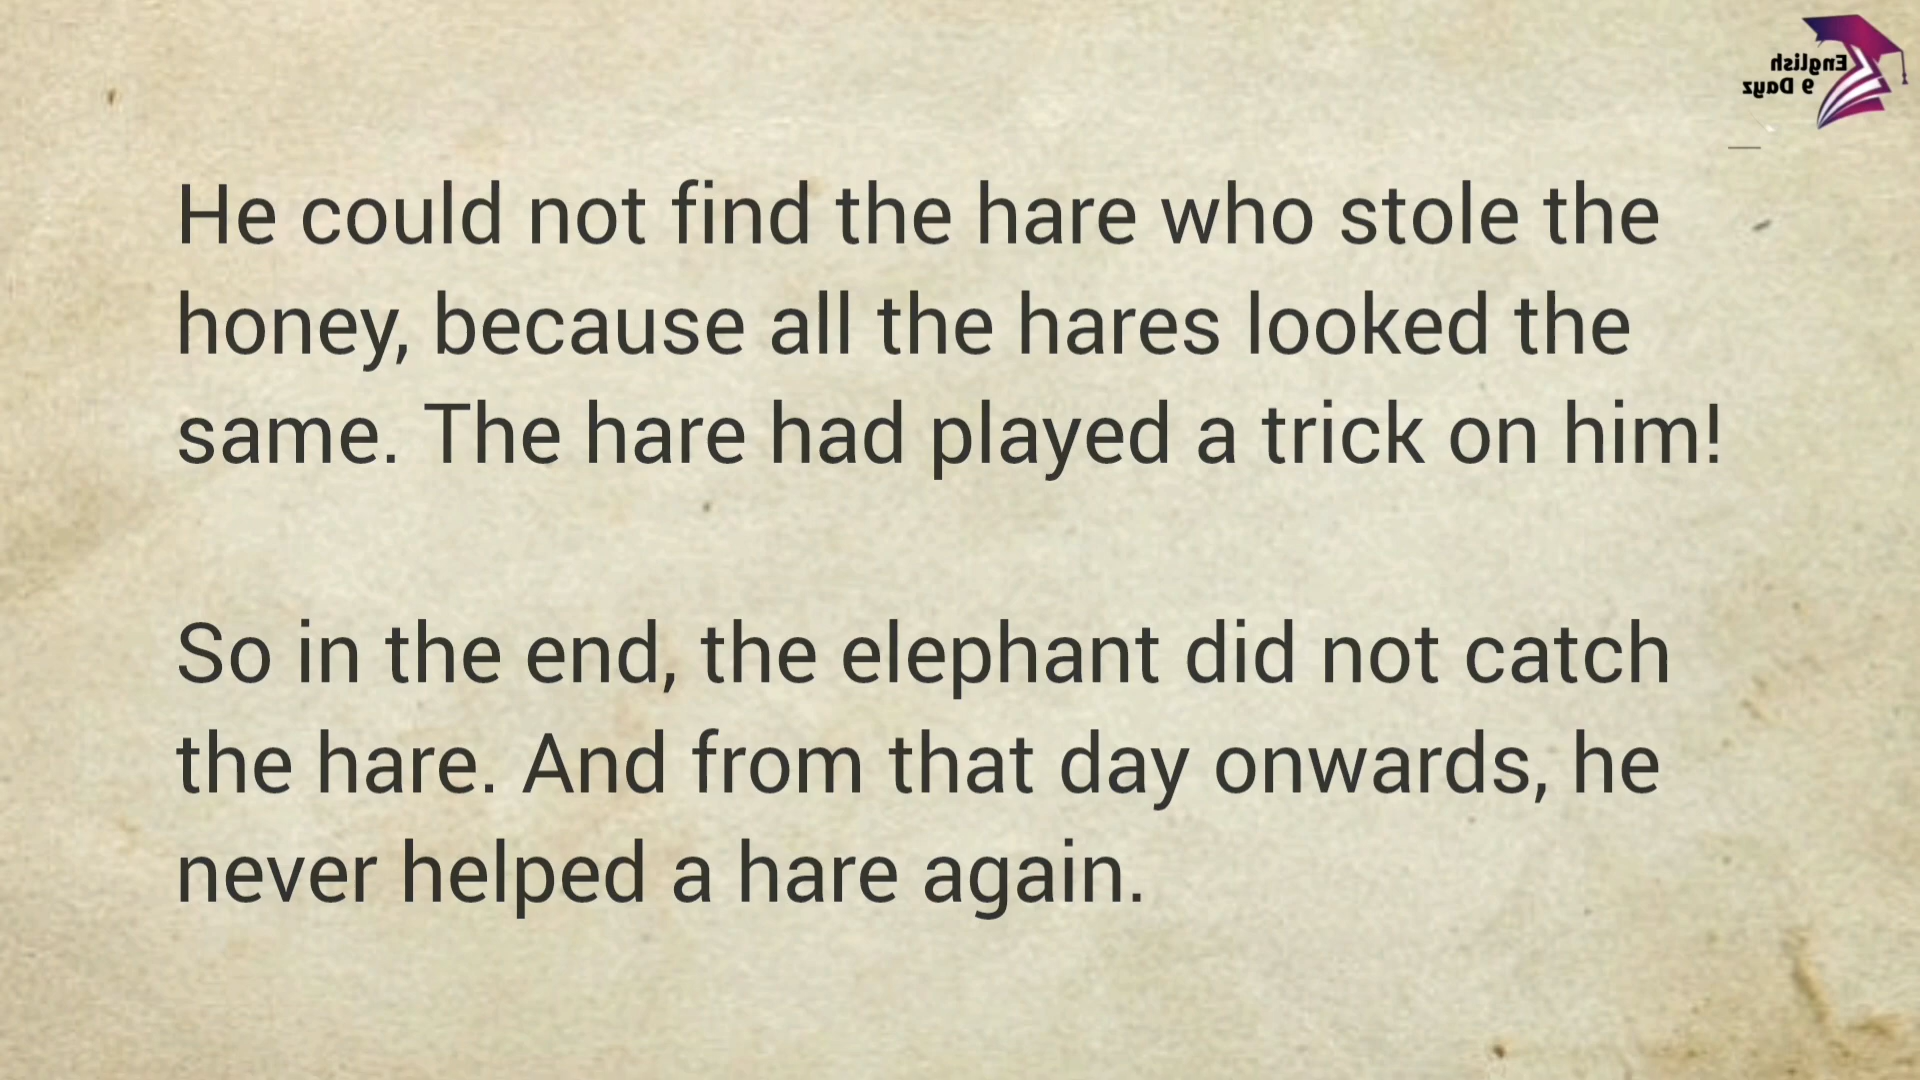 English
9 Dayz
He could not find the hare who stole the
honey, because all the hares looked the
same. The hare had played a trick on him!
So in the end, the elephant did not catch
the hare. And from that day onwards, he
never helped a hare again.